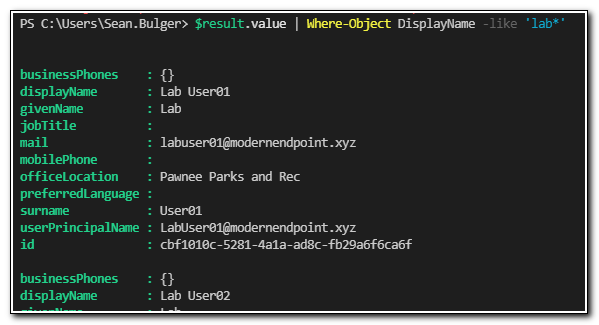 PS C:\Users\Sean.Bulger> $result.value | Where-Object DisplayName -like 'lab*'
businessPhones : {}
displayName : Lab User01
givenName : Lab
jobTitle :
mail : labuser01@modernendpoint.xyz
mobilePhone :
officeLocation : Pawnee Parks and Rec
preferredLanguage :
surname : User01
userPrincipalName : LabUser01@modernendpoint.xyz
id : cbf1010c-5281-4a1a-ad8c-fb29a6f6ca6f
businessPhones : {}
displayName : Lab User02